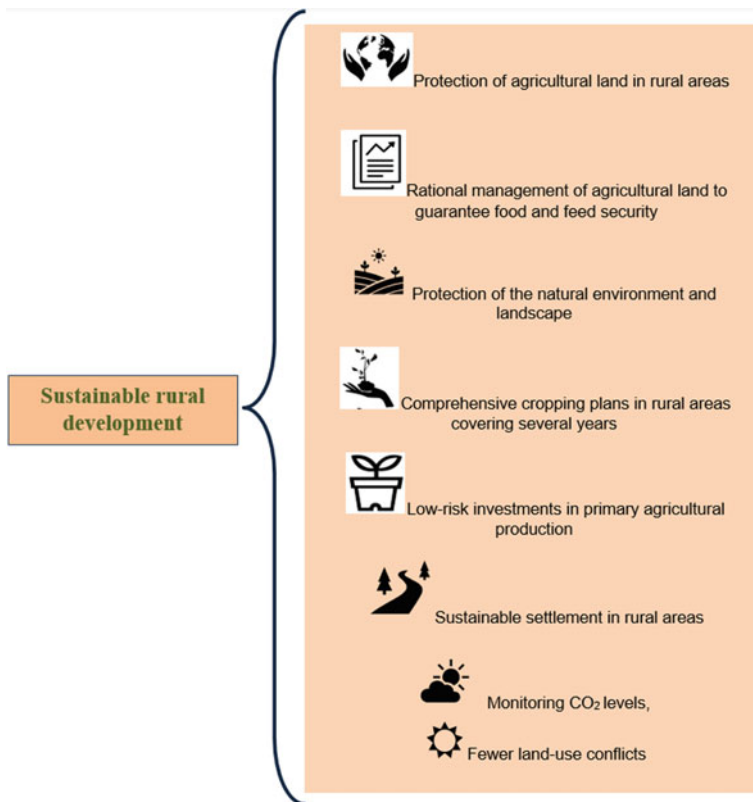 Sustainable rural
development
Protection of agricultural land in rural areas
Rational management of agricultural land to
guarantee food and feed security
Protection of the natural environment and
landscape
Comprehensive cropping plans in rural areas
covering several years
Low-risk investments in primary agricultural
production
Sustainable settlement in rural areas
Monitoring CO₂ levels,
Fewer land-use conflicts